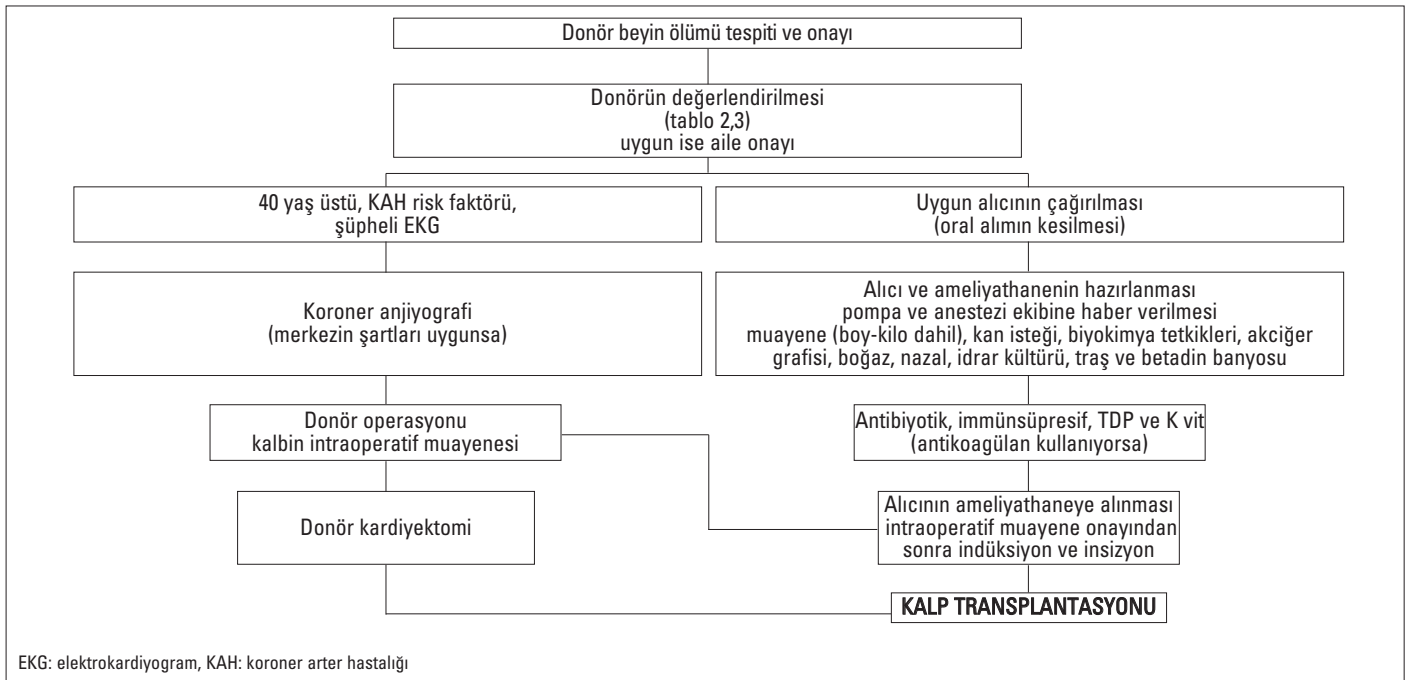 Donör beyin ölümü tespiti ve onayı
Donörün değerlendirilmesi
(tablo 2,3)
uygun ise aile onayı
40 yaş üstü, KAH risk faktörü,
şüpheli EKG
Uygun alıcının çağırılması
(oral alımın kesilmesi)
Koroner anjiyografi
(merkezin şartları uygunsa)
Alıcı ve ameliyathanenin hazırlanması
pompa ve anestezi ekibine haber verilmesi
muayene (boy-kilo dahil), kan isteği, biyokimya tetkikleri, akciğer
grafisi, boğaz, nazal, idrar kültürü, traş ve betadin banyosu
Donör operasyonu
kalbin intraoperatif muayenesi
Antibiyotik, immünsüpresif, TDP ve K vit
(antikoagülan kullanıyorsa)
Donör kardiyektomi
Alıcının ameliyathaneye alınması
intraoperatif muayene onayından
sonra indüksiyon ve insizyon
KALP TRANSPLANTASYONU
EKG: elektrokardiyogram, KAH: koroner arter hastalığı